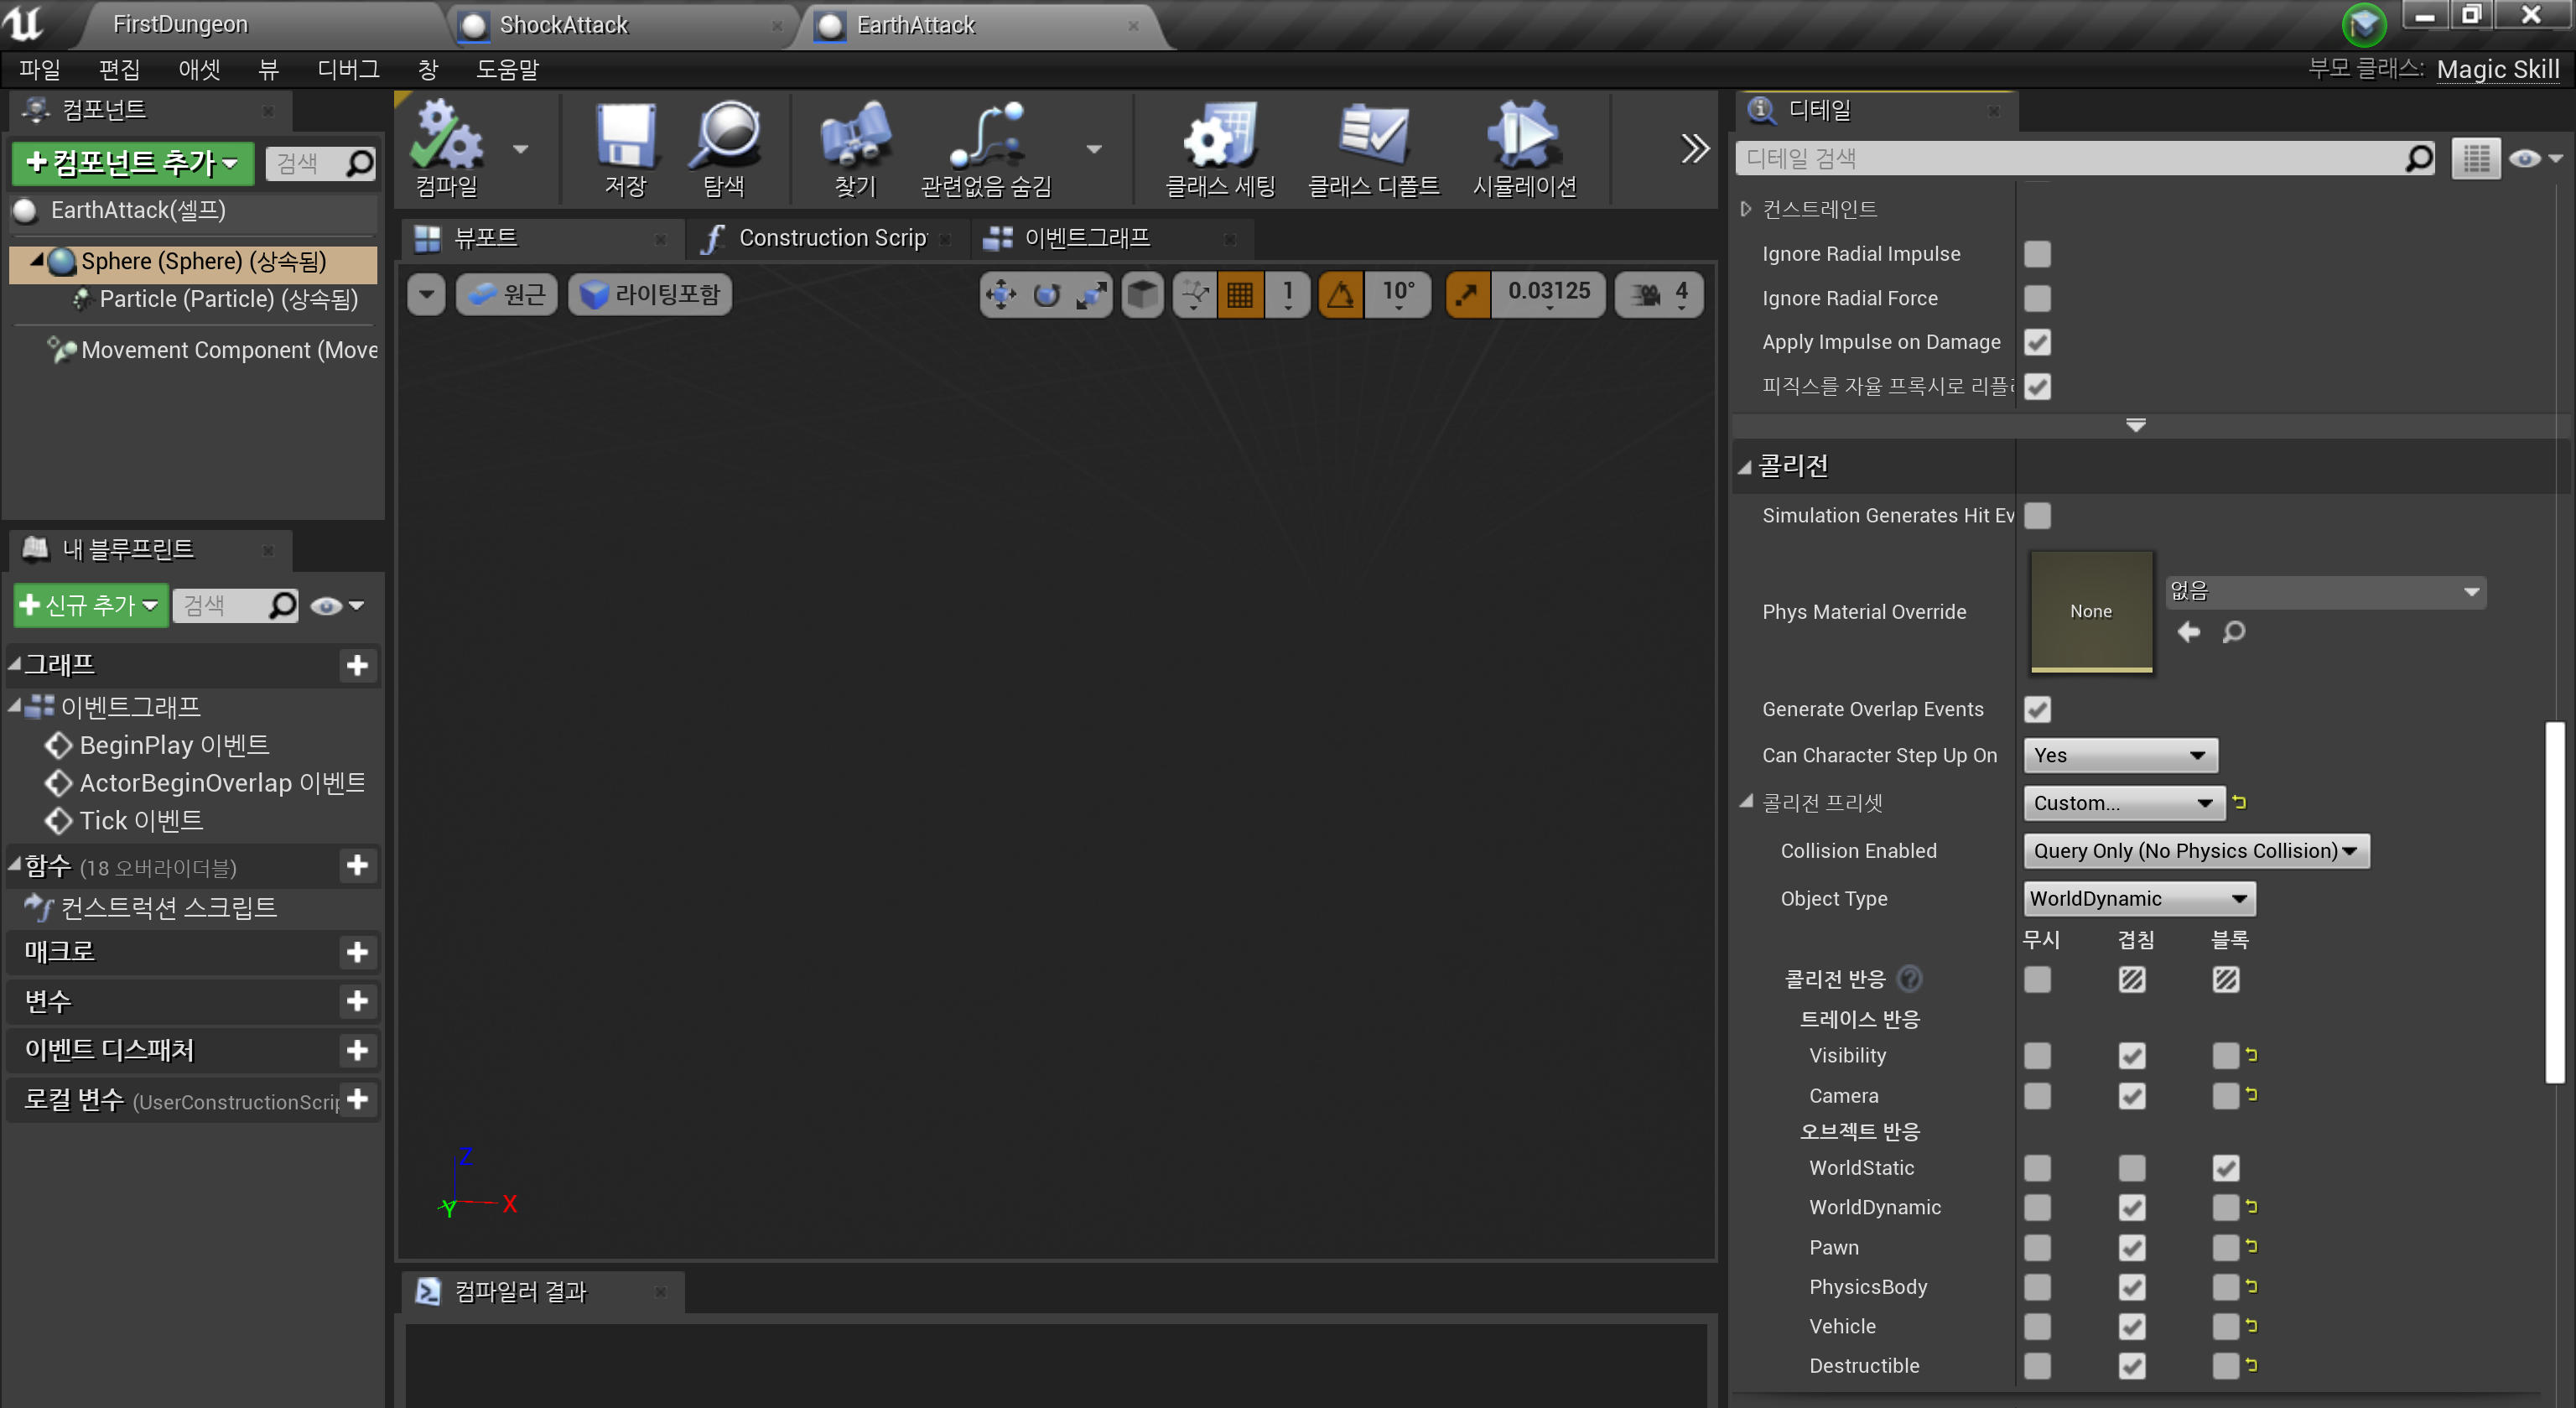 FirstDungeon
ShockAttack
EarthAttack
파일 편집 애셋 뷰 디버그 창 도움말
부모 클래스: Magic Skill
컴포넌트
컴포넌트 추가
검색
EarthAttack(셀프)
Sphere (Sphere) (상속됨)
Particle (Particle) (상속됨)
Movement Component (Move
내 블루프린트
신규 추가
검색
그래프
이벤트그래프
BeginPlay 이벤트
ActorBeginOverlap 이벤트
Tick 이벤트
함수 (18 오버라이더블)
컨스트럭션 스크립트
매크로
변수
이벤트 디스패처
로컬 변수 (UserConstructionScrip
컴파일
저장
탐색
찾기
관련없음 숨김
클래스 세팅
클래스 디폴트
시뮬레이션
뷰포트
Construction Scrip
이벤트그래프
원근
라이팅포함
1
10°
0.03125
4
Z
X
Y
컴파일러 결과
디테일
디테일 검색
컨스트레인트
Ignore Radial Impulse
Ignore Radial Force
Apply Impulse on Damage
피직스를 자율 프록시로 리플
콜리전
Simulation Generates Hit Ev
Phys Material Override
None
없음
Generate Overlap Events
Can Character Step Up On
Yes
콜리전 프리셋
Custom...
Collision Enabled
Query Only (No Physics Collision)
Object Type
WorldDynamic
무시 겹침 블록
콜리전 반응
트레이스 반응
Visibility
Camera
오브젝트 반응
WorldStatic
WorldDynamic
Pawn
PhysicsBody
Vehicle
Destructible